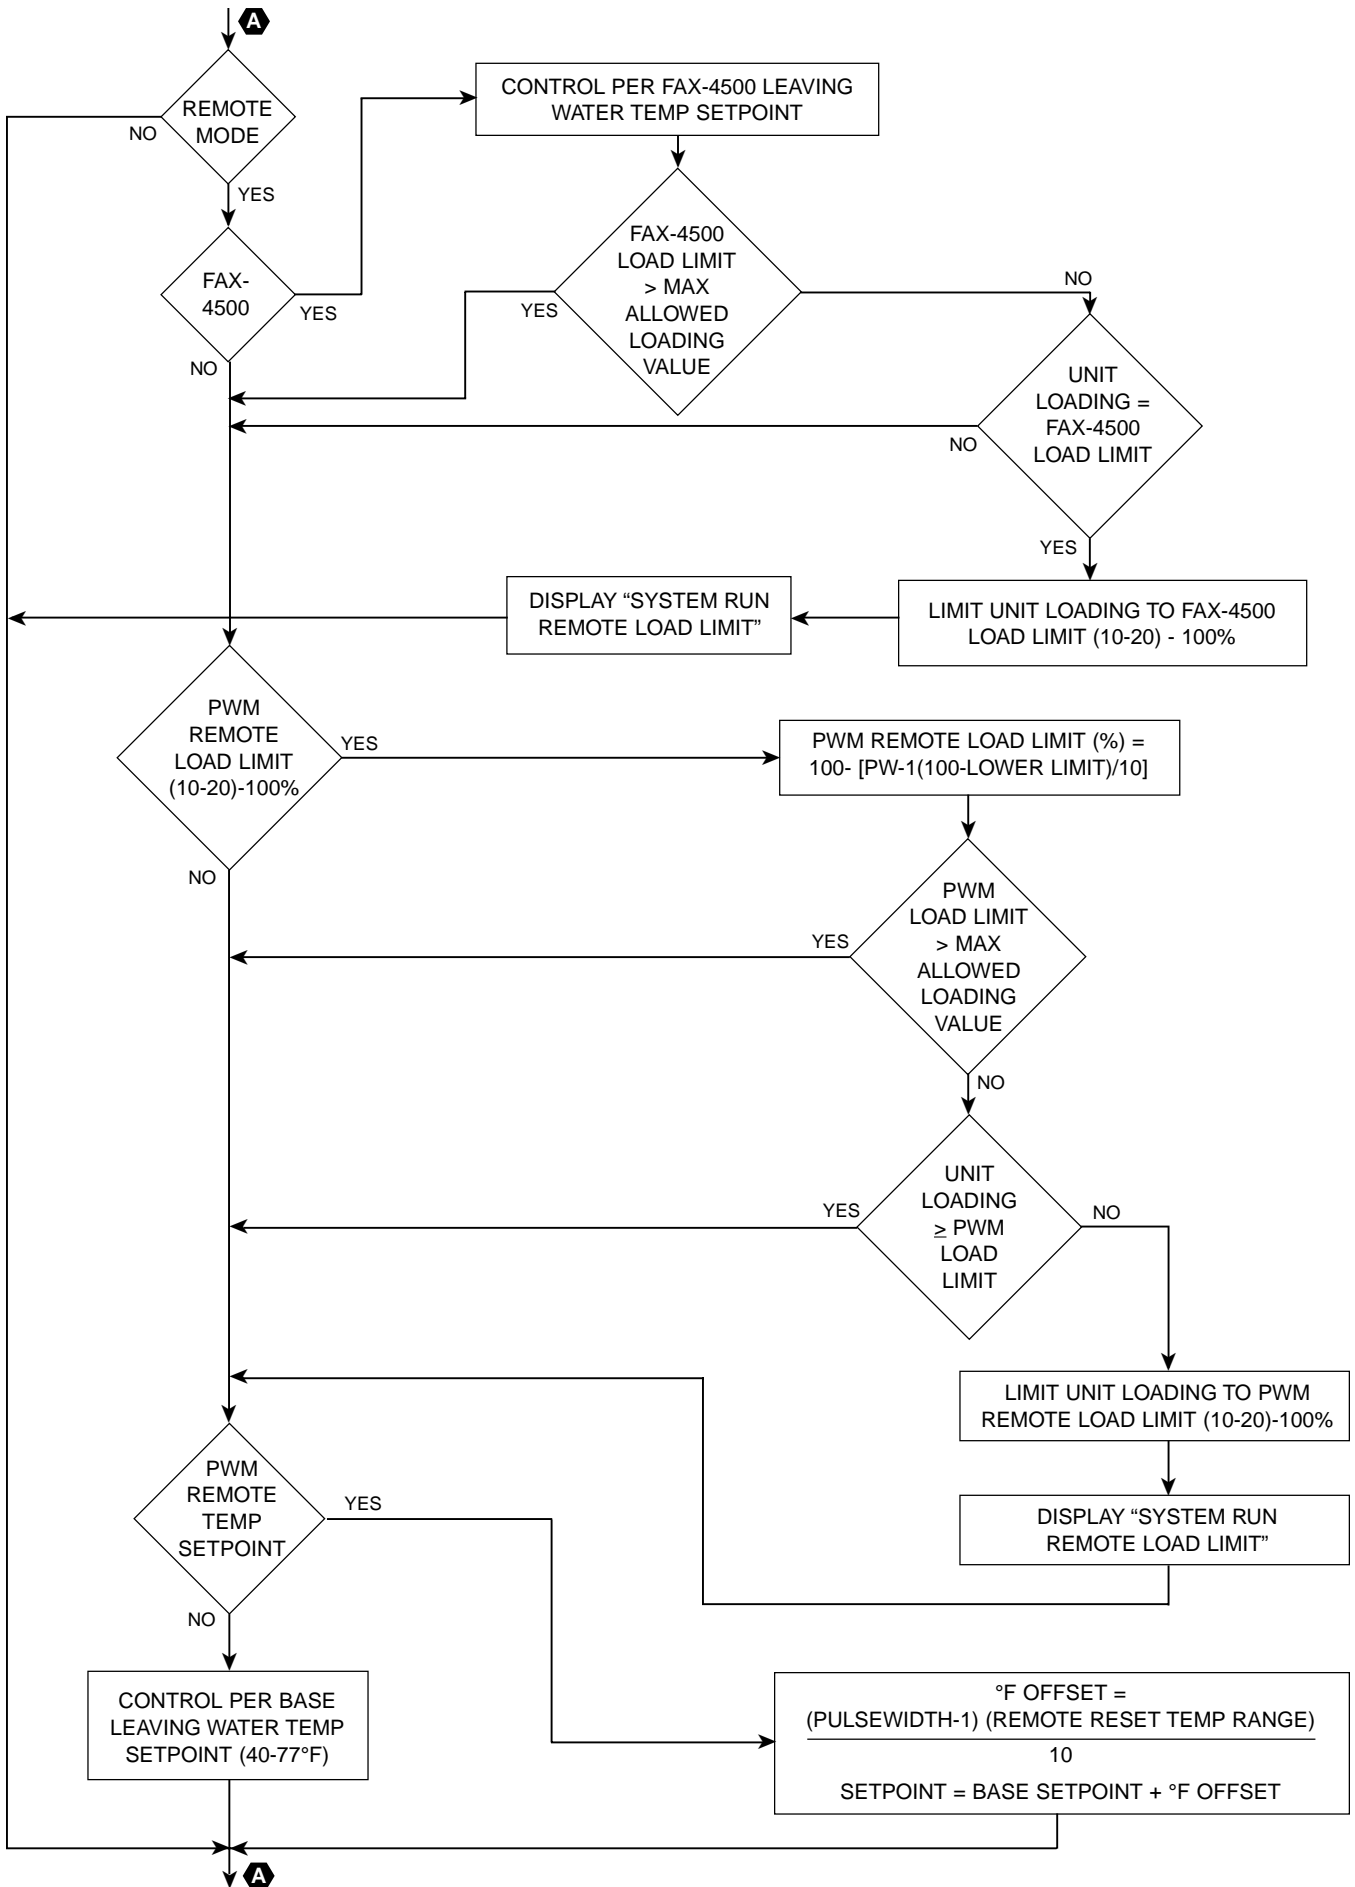 A
REMOTE
MODE
NO
YES
CONTROL PER FAX-4500 LEAVING
WATER TEMP SETPOINT
FAX-
4500
YES
NO
FAX-4500
LOAD LIMIT
> MAX
ALLOWED
LOADING
VALUE
YES
NO
UNIT
LOADING =
FAX-4500
LOAD LIMIT
NO
YES
LIMIT UNIT LOADING TO FAX-4500
LOAD LIMIT (10-20) - 100%
DISPLAY “SYSTEM RUN
REMOTE LOAD LIMIT”
PWM
REMOTE
LOAD LIMIT
(10-20)-100%
YES
NO
PWM REMOTE LOAD LIMIT (%) =
100- [PW-1(100-LOWER LIMIT)/10]
PWM
LOAD LIMIT
> MAX
ALLOWED
LOADING
VALUE
YES
NO
UNIT
LOADING
≥ PWM
LOAD
LIMIT
YES
NO
LIMIT UNIT LOADING TO PWM
REMOTE LOAD LIMIT (10-20)-100%
DISPLAY “SYSTEM RUN
REMOTE LOAD LIMIT”
PWM
REMOTE
TEMP
SETPOINT
YES
NO
CONTROL PER BASE
LEAVING WATER TEMP
SETPOINT (40-77°F)
°F OFFSET =
(PULSEWIDTH-1) (REMOTE RESET TEMP RANGE)
10
SETPOINT = BASE SETPOINT + °F OFFSET
A